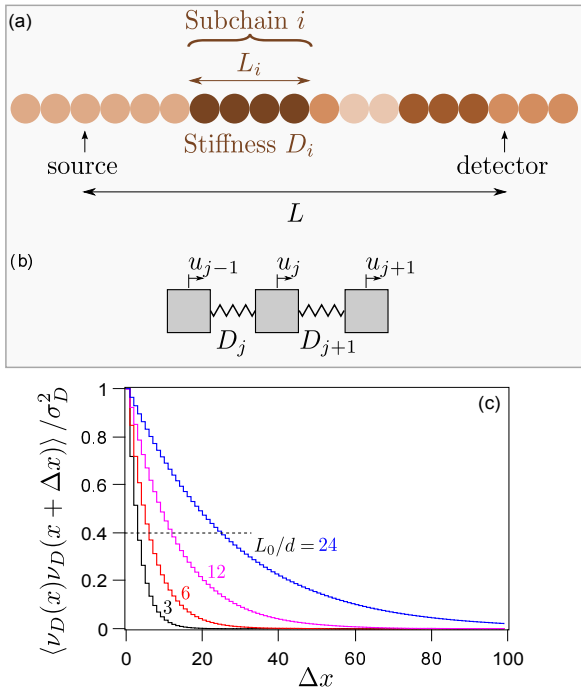 (a)
Subchain i
L_i
Stiffness D_i
source
detector
L
(b)
u_{j−1} u_j u_{j+1}
D_j D_{j+1}
(c)
⟨ν_D(x)ν_D(x + Δx)⟩ /σ_D^2
1
0.8
0.6
0.4
0.2
0
L_0/d = 24
12
6
3
0 20 40 60 80 100
Δx